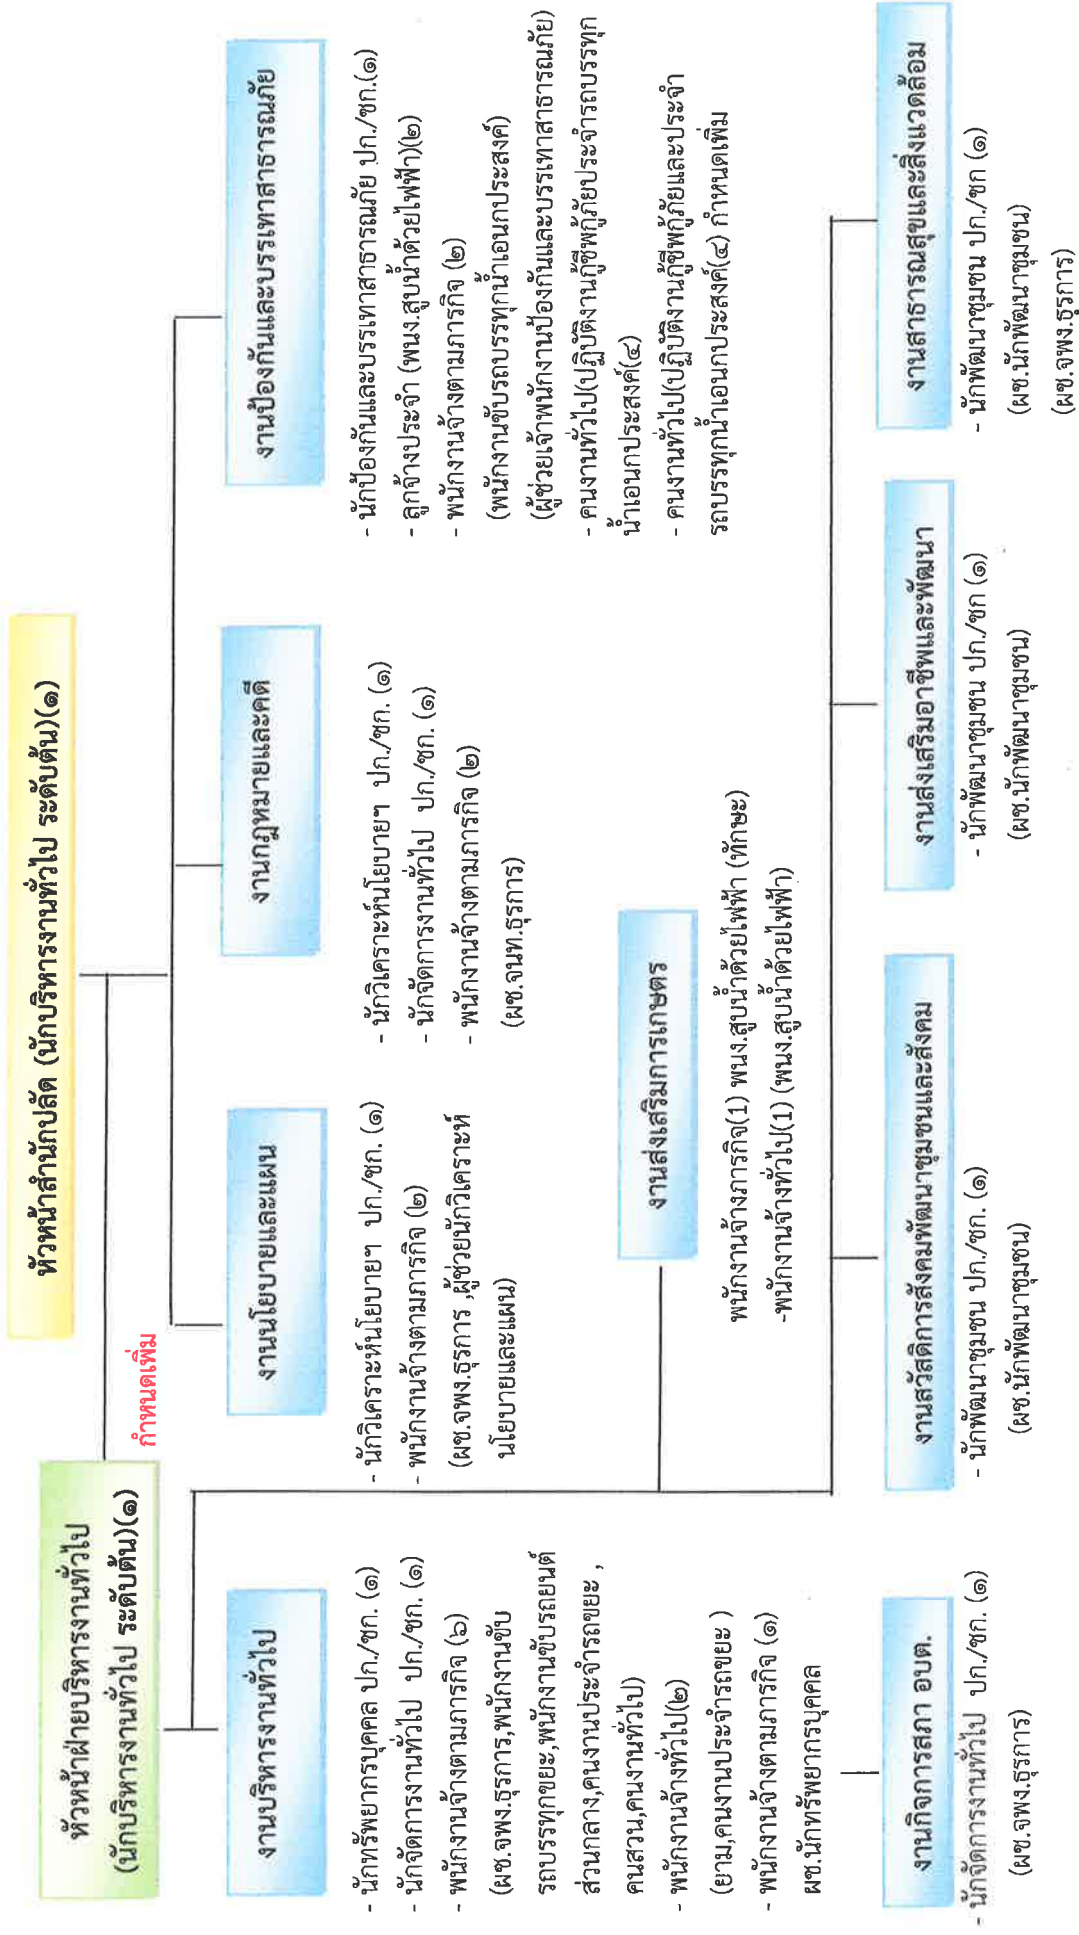 หัวหน้าสำนักปลัด (นักบริหารงานทั่วไป ระดับต้น)(๑)
หัวหน้าฝ่ายบริหารงานทั่วไป
(นักบริหารงานทั่วไป ระดับต้น)(๑)
กำหนดเพิ่ม
งานบริหารงานทั่วไป
- นักทรัพยากรบุคคล ปก./ชก. (๑)
- นักจัดการงานทั่วไป ปก./ชก. (๑)
- พนักงานจ้างตามภารกิจ (๖)
(ผช.จพง.ธุรการ,พนักงานขับ
รถบรรทุกขยะ,พนักงานขับรถยนต์
ส่วนกลาง,คนงานประจำรถขยะ ,
คนสวน,คนงานทั่วไป)
- พนักงานจ้างทั่วไป(๒)
(ยาม,คนงานประจำรถขยะ )
- พนักงานจ้างตามภารกิจ (๑)
ผช.นักทรัพยากรบุคคล
งานนโยบายและแผน
- นักวิเคราะห์นโยบายฯ ปก./ชก. (๑)
- พนักงานจ้างตามภารกิจ (๒)
(ผช.จพง.ธุรการ ,ผู้ช่วยนักวิเคราะห์
นโยบายและแผน)
งานกฎหมายและคดี
- นักวิเคราะห์นโยบายฯ ปก./ชก. (๑)
- นักจัดการงานทั่วไป ปก./ชก. (๑)
- พนักงานจ้างตามภารกิจ (๒)
(ผช.จนท.ธุรการ)
งานป้องกันและบรรเทาสาธารณภัย
- นักป้องกันและบรรเทาสาธารณภัย ปก./ชก.(๑)
- ลูกจ้างประจำ (พนง.สูบน้ำด้วยไฟฟ้า)(๒)
- พนักงานจ้างตามภารกิจ (๒)
(พนักงานขับรถบรรทุกน้ำเอนกประสงค์)
(ผู้ช่วยเจ้าพนักงานป้องกันและบรรเทาสาธารณภัย)
- คนงานทั่วไป(ปฏิบัติงานกู้ชีพกู้ภัยประจำรถบรรทุก
น้ำเอนกประสงค์(๔)
- คนงานทั่วไป(ปฏิบัติงานกู้ชีพกู้ภัยและประจำ
รถบรรทุกน้ำเอนกประสงค์(๔) กำหนดเพิ่ม
งานส่งเสริมการเกษตร
พนักงานจ้างภารกิจ(1) พนง.สูบน้ำด้วยไฟฟ้า (ทักษะ)
-พนักงานจ้างทั่วไป(1) (พนง.สูบน้ำด้วยไฟฟ้า)
งานกิจการสภา อบต.
- นักจัดการงานทั่วไป ปก./ชก. (๑)
(ผช.จพง.ธุรการ)
งานสวัสดิการสังคมพัฒนาชุมชนและสังคม
- นักพัฒนาชุมชน ปก./ชก. (๑)
(ผช.นักพัฒนาชุมชน)
งานส่งเสริมอาชีพและพัฒนา
- นักพัฒนาชุมชน ปก./ชก (๑)
(ผช.นักพัฒนาชุมชน)
งานสาธารณสุขและสิ่งแวดล้อม
- นักพัฒนาชุมชน ปก./ชก (๑)
(ผช.นักพัฒนาชุมชน)
(ผช.จพง.ธุรการ)